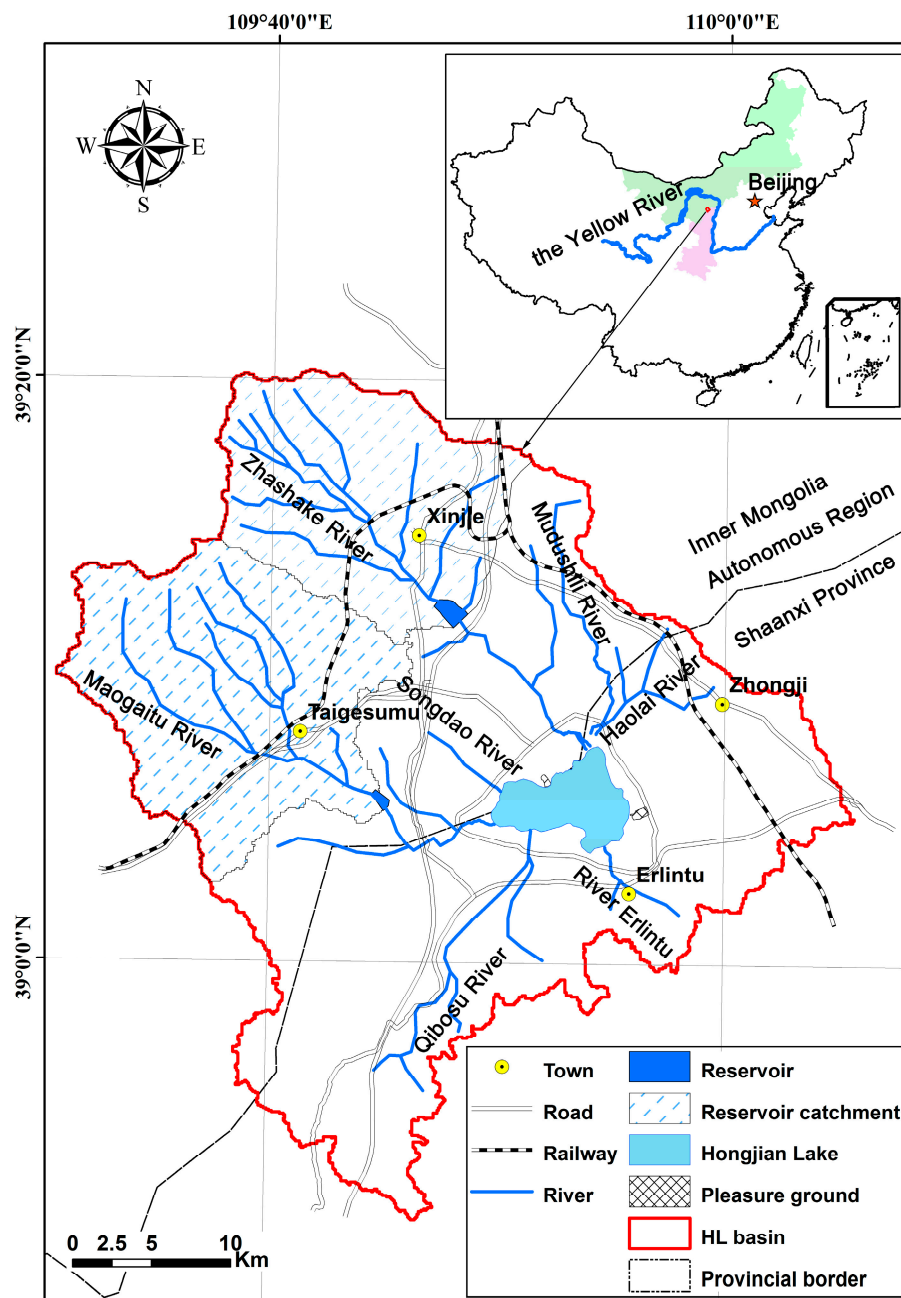 109°40'0"E
110°0'0"E
N
W
E
S
Beijing
the Yellow River
39°20'0"N
Zhashake River
Xinjie
Mudushili River
Inner Mongolia
Autonomous Region
Shaanxi Province
Maogaitu River
Taigesumu
Songdao River
Haolai River
Zhongji
Erlintu
River Erlintu
39°0'0"N
Qibosu River
Town
Reservoir
Road
Reservoir catchment
Railway
Hongjian Lake
River
Pleasure ground
HL basin
Provincial border
0 2.5 5 10
Km